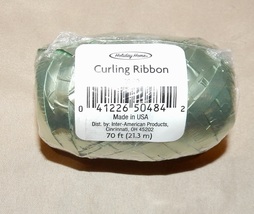 Holiday Home
Curling Ribbon
0 41226 50484 2
Made in USA
Dist. by: Inter-American Products,
Cincinnati, OH 45202
70 ft (21.3 m)